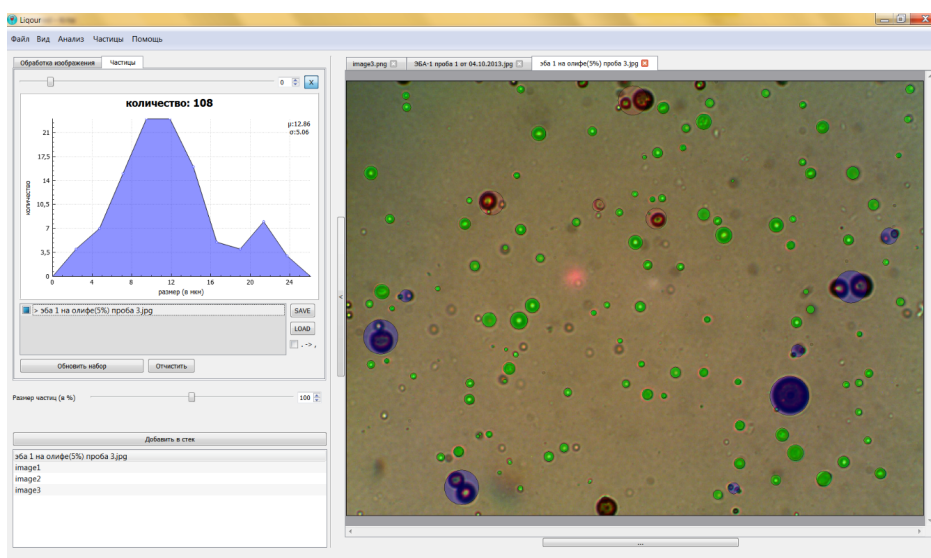 Liqour
Файл Вид Анализ Частицы Помощь
Обработка изображения Частицы
image3.png ЭБА-1 проба 1 от 04.10.2013.jpg эба 1 на олифе(5%) проба 3.jpg
0 X
количество: 108
μ:12.86
σ:5.06
21
17,5
14
10,5
7
3,5
0
количество
0 4 8 12 16 20 24
размер (в мкн)
> эба 1 на олифе(5%) проба 3.jpg
SAVE
LOAD
. -> ,
Обновить набор Отчистить
Размер частиц (в %) 100
Добавить в стек
эба 1 на олифе(5%) проба 3.jpg
image1
image2
image3
...